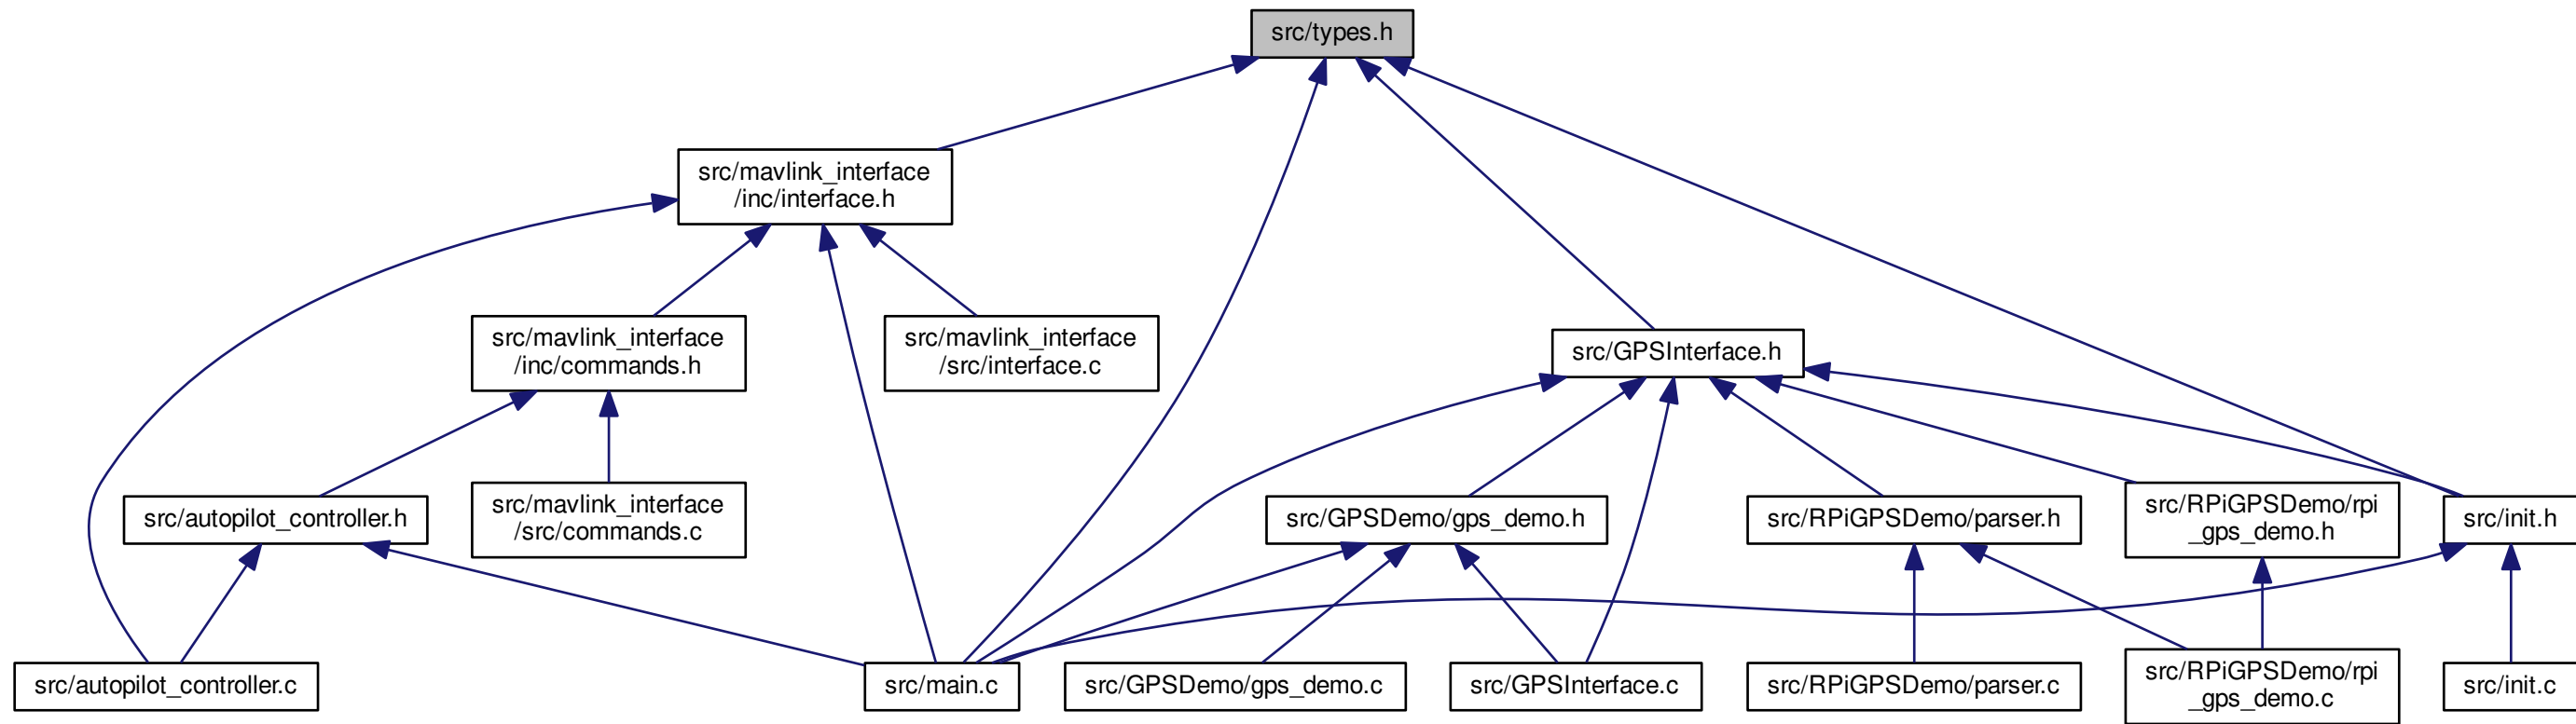 src/types.h
src/mavlink_interface
/inc/interface.h
src/mavlink_interface
/inc/commands.h
src/mavlink_interface
/src/interface.c
src/GPSInterface.h
src/autopilot_controller.h
src/mavlink_interface
/src/commands.c
src/GPSDemo/gps_demo.h
src/RPiGPSDemo/parser.h
src/RPiGPSDemo/rpi
_gps_demo.h
src/init.h
src/autopilot_controller.c
src/main.c
src/GPSDemo/gps_demo.c
src/GPSInterface.c
src/RPiGPSDemo/parser.c
src/RPiGPSDemo/rpi
_gps_demo.c
src/init.c